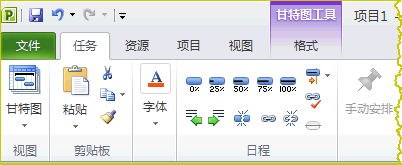 甘特图工具
项目1 -
文件 任务 资源 项目 视图 格式
甘特图 粘贴 字体 0% 25% 50% 75% 100% 手动安排
视图 剪贴板 日程